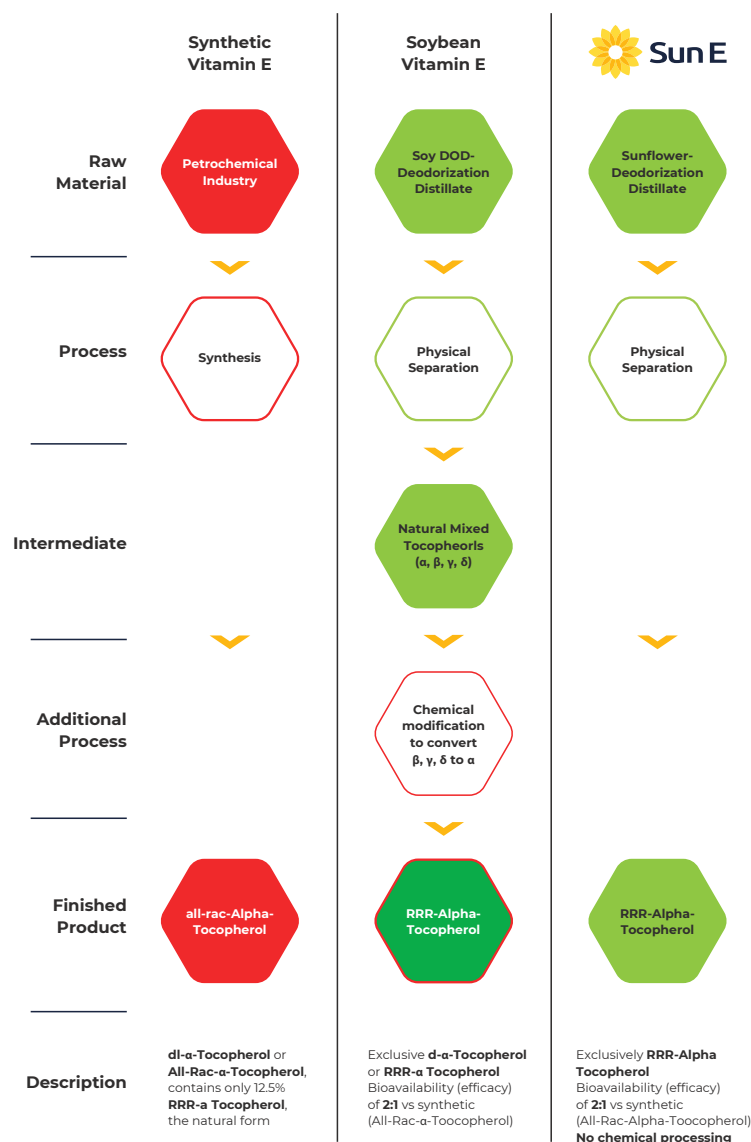 Synthetic
Vitamin E
Soybean
Vitamin E
Sun E
Raw
Material
Petrochemical
Industry
Soy DOD-
Deodorization
Distillate
Sunflower-
Deodorization
Distillate
Process
Synthesis
Physical
Separation
Physical
Separation
Intermediate
Natural Mixed
Tocopheorls
(α, β, γ, δ)
Additional
Process
Chemical
modification
to convert
β, γ, δ to α
Finished
Product
all-rac-Alpha-
Tocopherol
RRR-Alpha-
Tocopherol
RRR-Alpha-
Tocopherol
Description
dl-α-Tocopherol or
All-Rac-α-Tocopherol,
contains only 12.5%
RRR-a Tocopherol,
the natural form
Exclusive d-α-Tocopherol
or RRR-α Tocopherol
Bioavailability (efficacy)
of 2:1 vs synthetic
(All-Rac-α-Toocopherol)
Exclusively RRR-Alpha
Tocopherol
Bioavailability (efficacy)
of 2:1 vs synthetic
(All-Rac-Alpha-Toocopherol)
No chemical processing